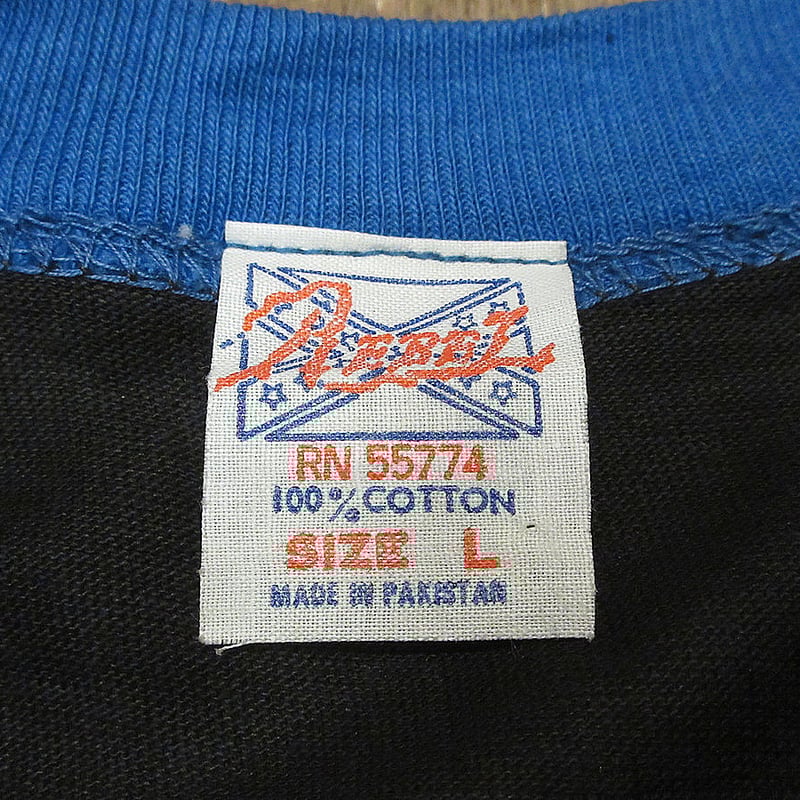 REBEL
RN 55774
100% COTTON
SIZE L
MADE IN PAKISTAN